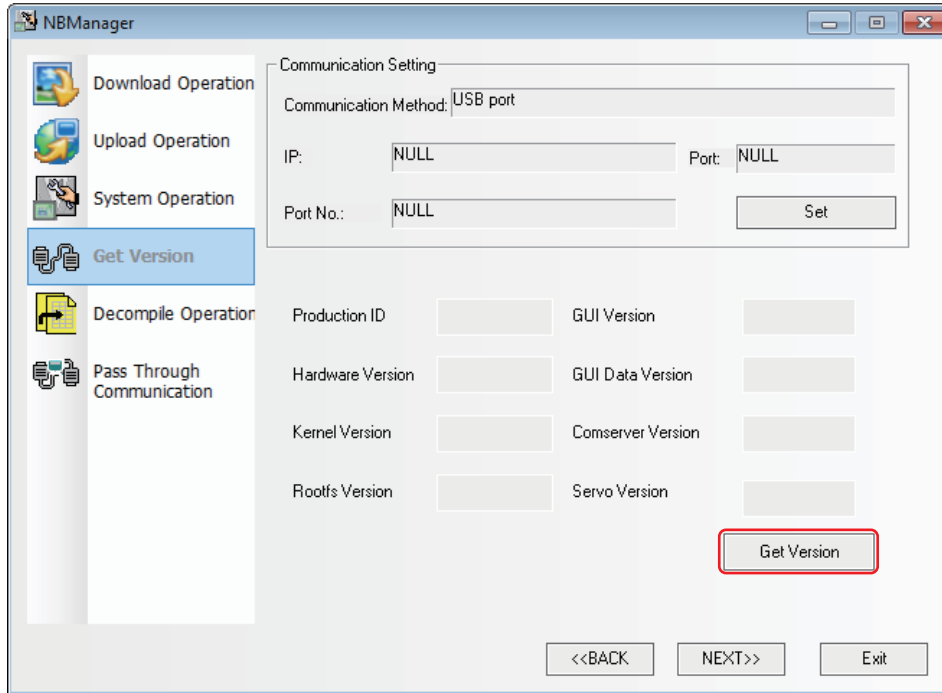 NBManager
Download Operation
Upload Operation
System Operation
Get Version
Decompile Operation
Pass Through
Communication
Communication Setting
Communication Method: USB port
IP: NULL Port: NULL
Port No.: NULL Set
Production ID GUI Version
Hardware Version GUI Data Version
Kernel Version Comserver Version
Rootfs Version Servo Version
Get Version
<<BACK NEXT>> Exit